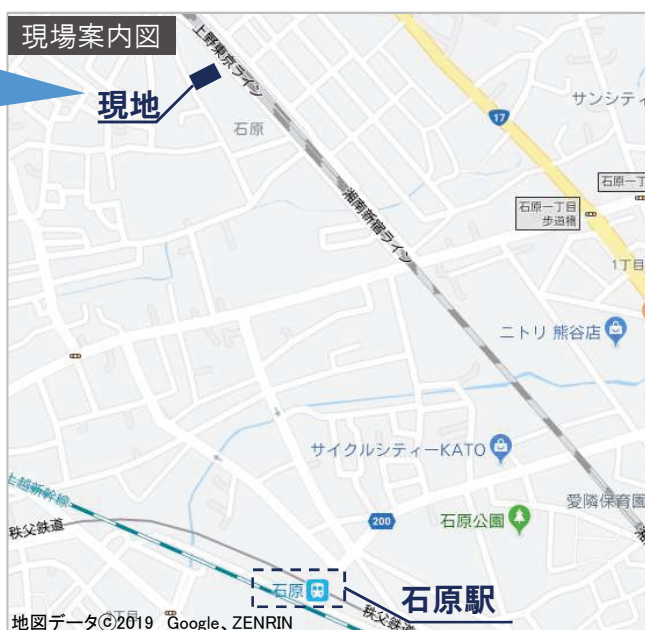 現場案内図
上野東京ライン
現地
石原
17
サンシティ
石原一丁
石原一丁目
歩道橋
湘南新宿ライン
1丁目
ニトリ 熊谷店
サイクルシティーKATO
上越新幹線
愛隣保育園
200
石原公園
秩父鉄道
石原
石原駅
秩父鉄道
地図データ©2019 Google、ZENRIN